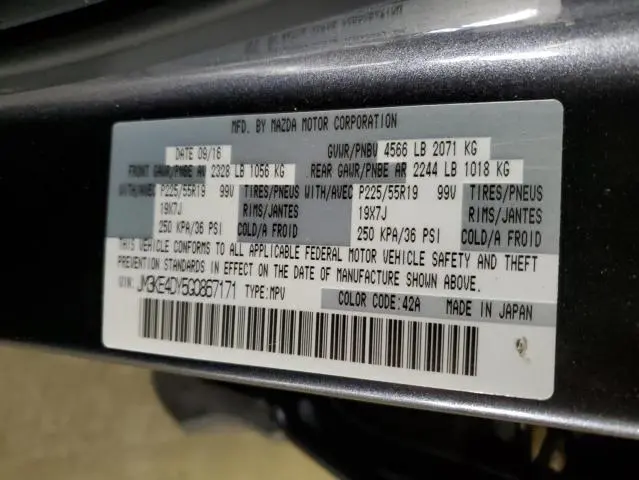 MFD. BY MAZDA MOTOR CORPORATION
DATE 09/16 GVWR/PNBV 4566 LB 2071 KG
FRONT GAWR/PNBE AV 2328 LB 1056 KG REAR GAWR/PNBE AR 2244 LB 1018 KG
WITH/AVEC P225/55R19 99V TIRES/PNEUS WITH/AVEC P225/55R19 99V TIRES/PNEUS
19X7J RIMS/JANTES 19X7J RIMS/JANTES
250 KPA/36 PSI COLD/A FROID 250 KPA/36 PSI COLD/A FROID
THIS VEHICLE CONFORMS TO ALL APPLICABLE FEDERAL MOTOR VEHICLE SAFETY AND THEFT
PREVENTION STANDARDS IN EFFECT ON THE DATE OF MANUFACTURE SHOWN ABOVE.
VIN: JM3KE4DY5G0867171 TYPE:MPV COLOR CODE:42A MADE IN JAPAN